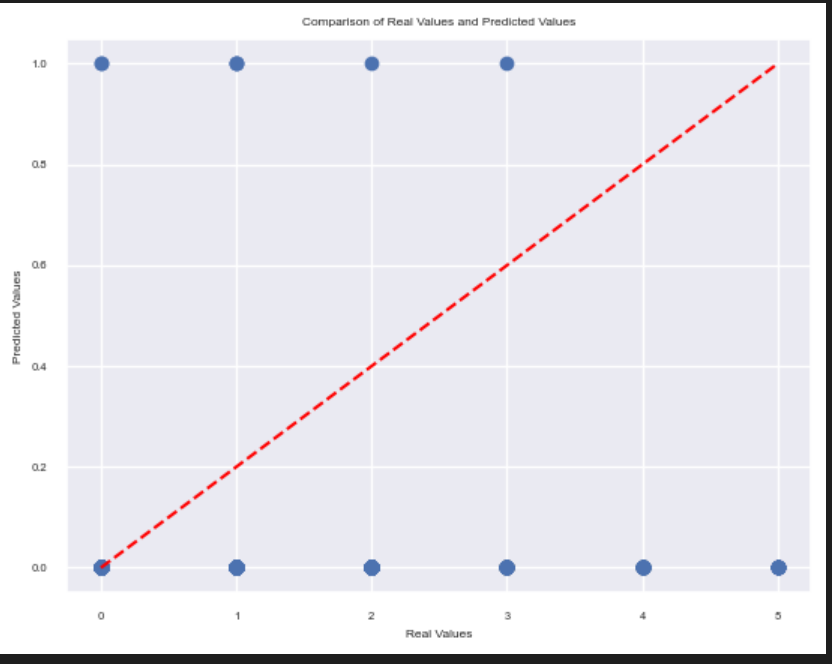 Comparison of Real Values and Predicted Values
1.0
0.8
0.6
0.4
0.2
0.0
Predicted Values
0 1 2 3 4 5
Real Values